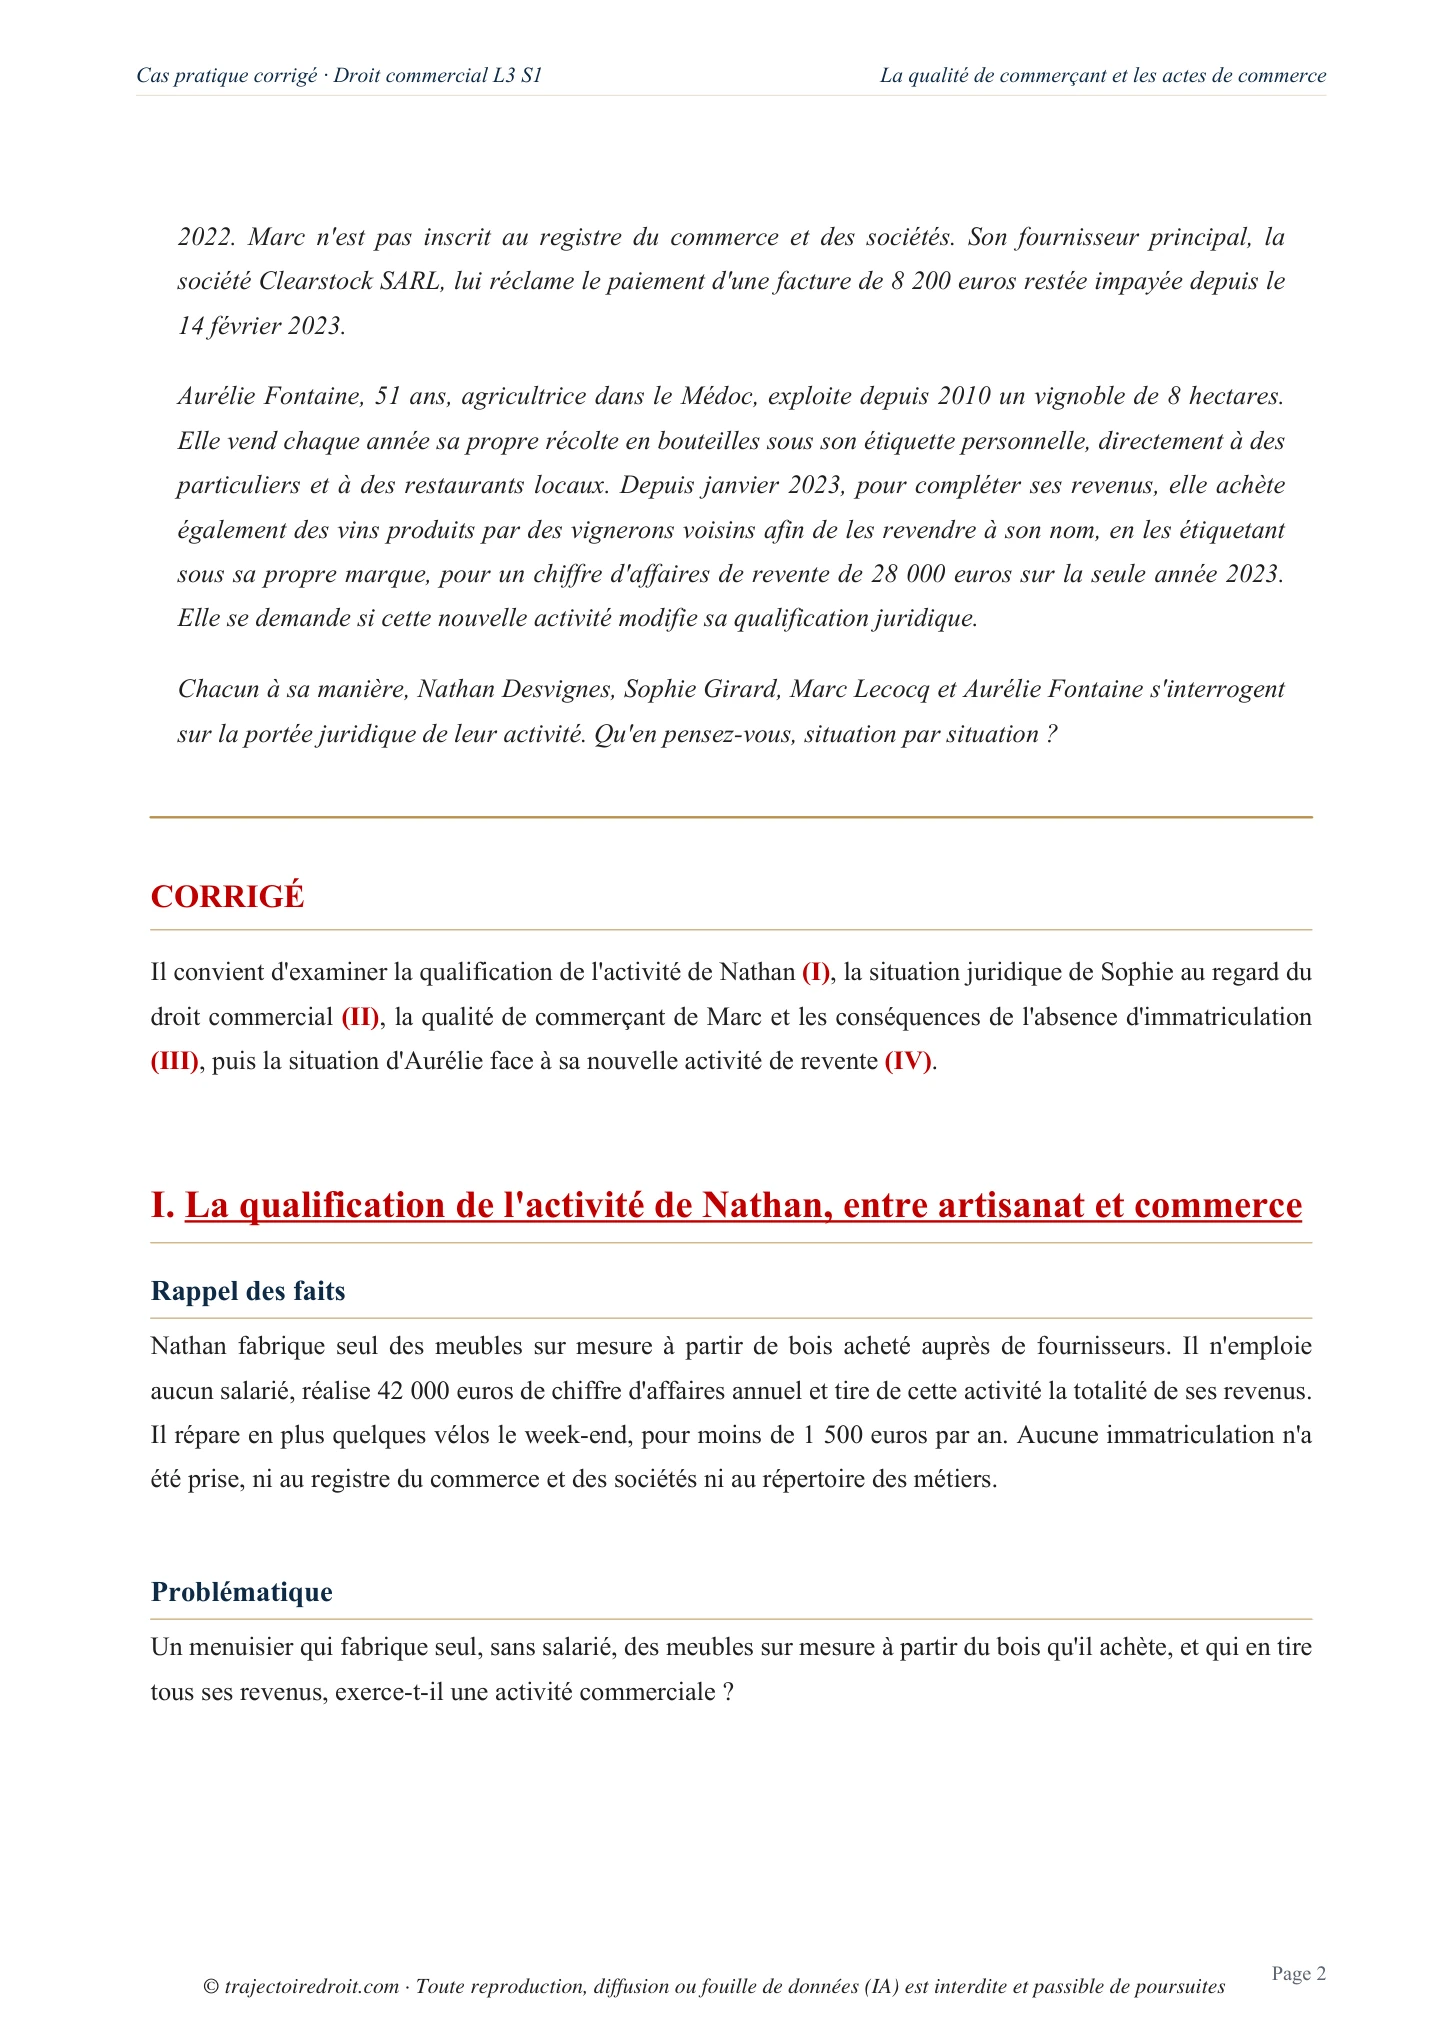 Cas pratique corrigé · Droit commercial L3 S1
La qualité de commerçant et les actes de commerce
2022. Marc n'est pas inscrit au registre du commerce et des sociétés. Son fournisseur principal, la
société Clearstock SARL, lui réclame le paiement d'une facture de 8 200 euros restée impayée depuis le
14 février 2023.
Aurélie Fontaine, 51 ans, agricultrice dans le Médoc, exploite depuis 2010 un vignoble de 8 hectares.
Elle vend chaque année sa propre récolte en bouteilles sous son étiquette personnelle, directement à des
particuliers et à des restaurants locaux. Depuis janvier 2023, pour compléter ses revenus, elle achète
également des vins produits par des vignerons voisins afin de les revendre à son nom, en les étiquetant
sous sa propre marque, pour un chiffre d'affaires de revente de 28 000 euros sur la seule année 2023.
Elle se demande si cette nouvelle activité modifie sa qualification juridique.
Chacun à sa manière, Nathan Desvignes, Sophie Girard, Marc Lecocq et Aurélie Fontaine s'interrogent
sur la portée juridique de leur activité. Qu'en pensez-vous, situation par situation ?
CORRIGÉ
Il convient d'examiner la qualification de l'activité de Nathan (I), la situation juridique de Sophie au regard du
droit commercial (II), la qualité de commerçant de Marc et les conséquences de l'absence d'immatriculation
(III), puis la situation d'Aurélie face à sa nouvelle activité de revente (IV).
I. La qualification de l'activité de Nathan, entre artisanat et commerce
Rappel des faits
Nathan fabrique seul des meubles sur mesure à partir de bois acheté auprès de fournisseurs. Il n'emploie
aucun salarié, réalise 42 000 euros de chiffre d'affaires annuel et tire de cette activité la totalité de ses revenus.
Il répare en plus quelques vélos le week-end, pour moins de 1 500 euros par an. Aucune immatriculation n'a
été prise, ni au registre du commerce et des sociétés ni au répertoire des métiers.
Problématique
Un menuisier qui fabrique seul, sans salarié, des meubles sur mesure à partir du bois qu'il achète, et qui en tire
tous ses revenus, exerce-t-il une activité commerciale ?
© trajectoiredroit.com · Toute reproduction, diffusion ou fouille de données (IA) est interdite et passible de poursuites
Page 2